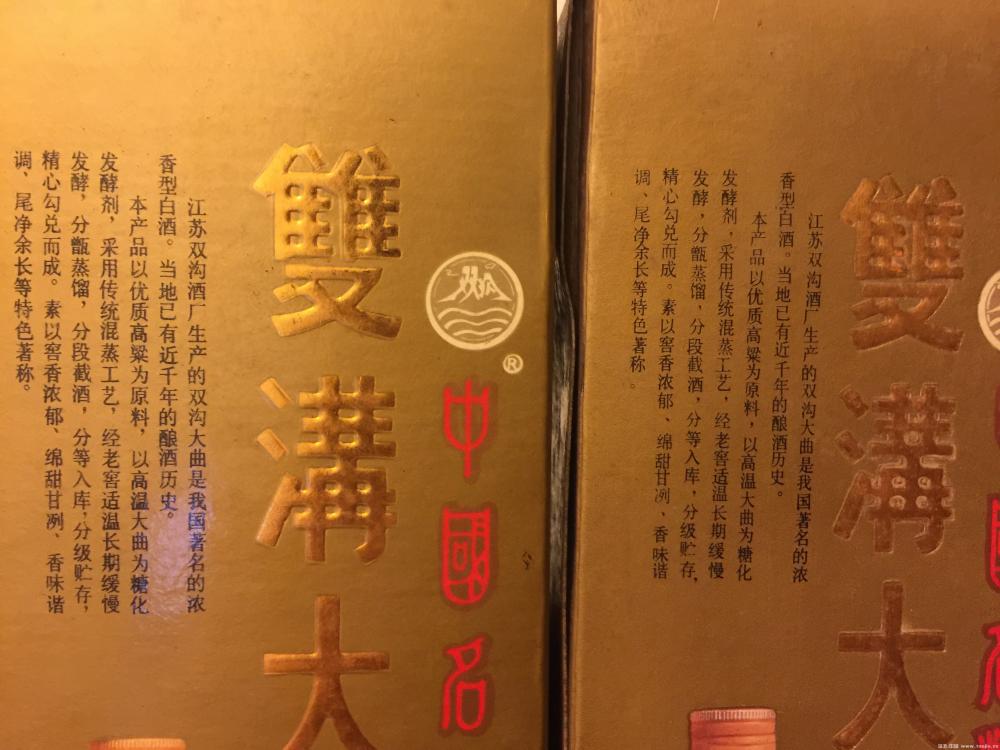 中國名
®
雙溝大
江苏双沟酒厂生产的双沟大曲是我国著名的浓
香型白酒。当地已有近千年的酿酒历史。
本产品以优质高粱为原料，以高温大曲为糖化
发酵剂，采用传统混蒸工艺，经老窖适温长期缓慢
发酵，分甑蒸馏，分段截酒，分等入库，分级贮存，
精心勾兑而成。素以窖香浓郁、绵甜甘冽、香味谐
调、尾净余长等特色著称。
雙溝大
江苏双沟酒厂生产的双沟大曲是我国著名的浓
香型白酒。当地已有近千年的酿酒历史。
本产品以优质高粱为原料，以高温大曲为糖化
发酵剂，采用传统混蒸工艺，经老窖适温长期缓慢
发酵，分甑蒸馏，分段截酒，分等入库，分级贮存，
精心勾兑而成。素以窖香浓郁、绵甜甘冽、香味谐
调、尾净余长等特色著称。